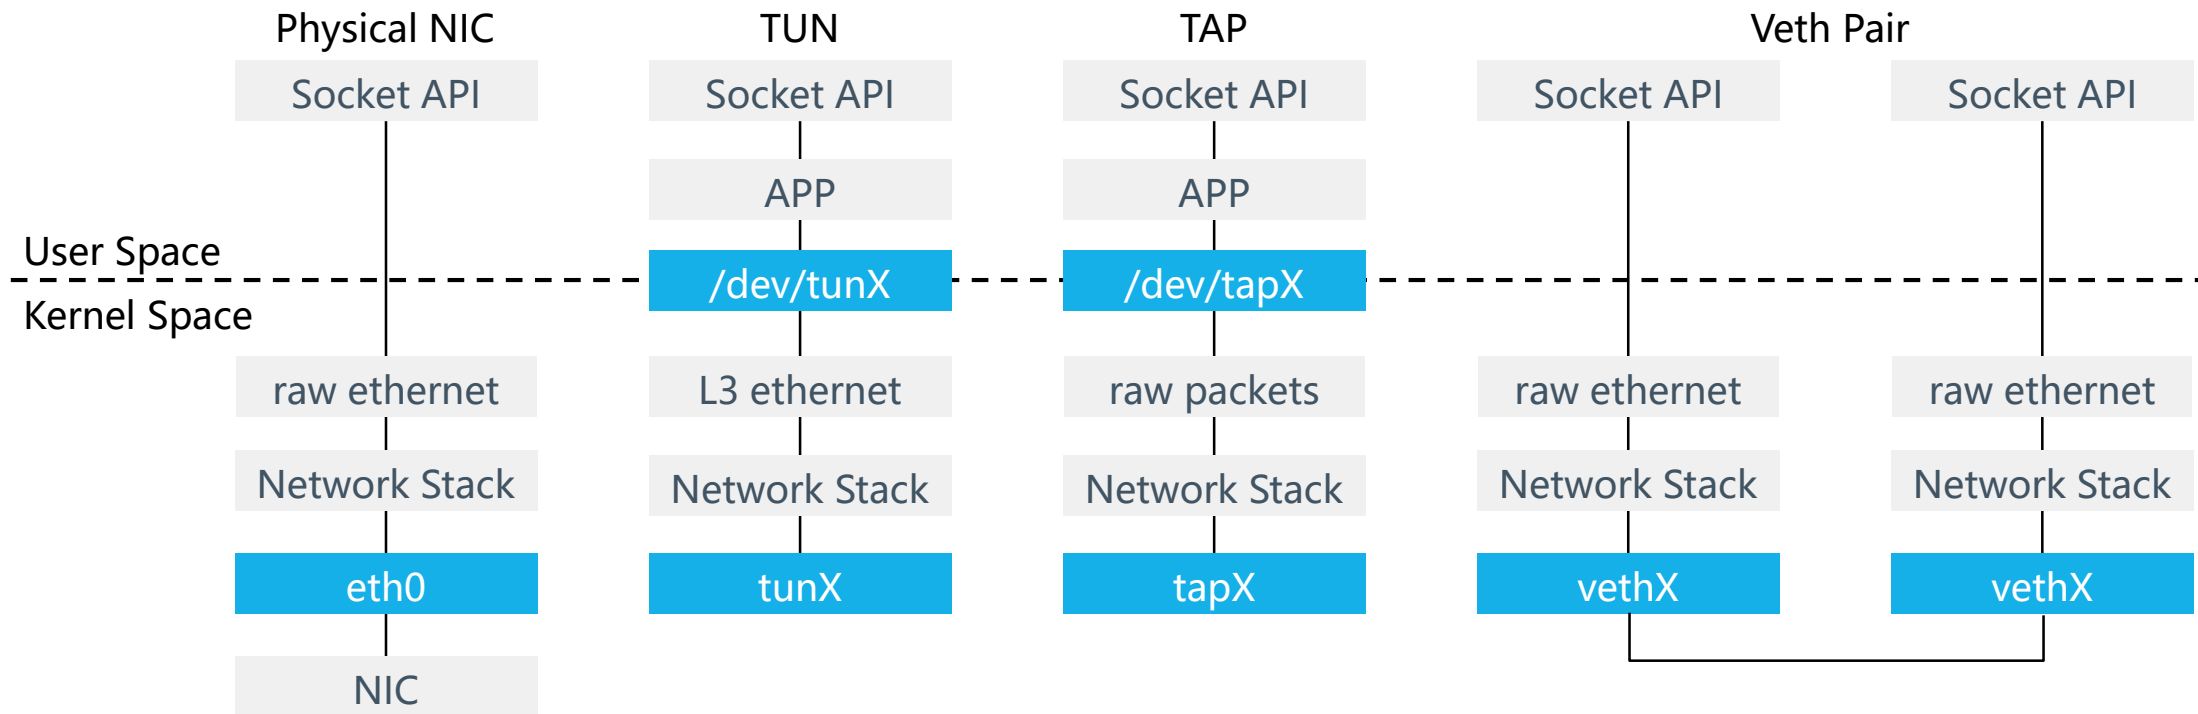 Physical NIC
TUN
TAP
Veth Pair
Socket API
Socket API
Socket API
Socket API
Socket API
APP
APP
User Space
/dev/tunX
/dev/tapX
Kernel Space
raw ethernet
L3 ethernet
raw packets
raw ethernet
raw ethernet
Network Stack
Network Stack
Network Stack
Network Stack
Network Stack
eth0
tunX
tapX
vethX
vethX
NIC